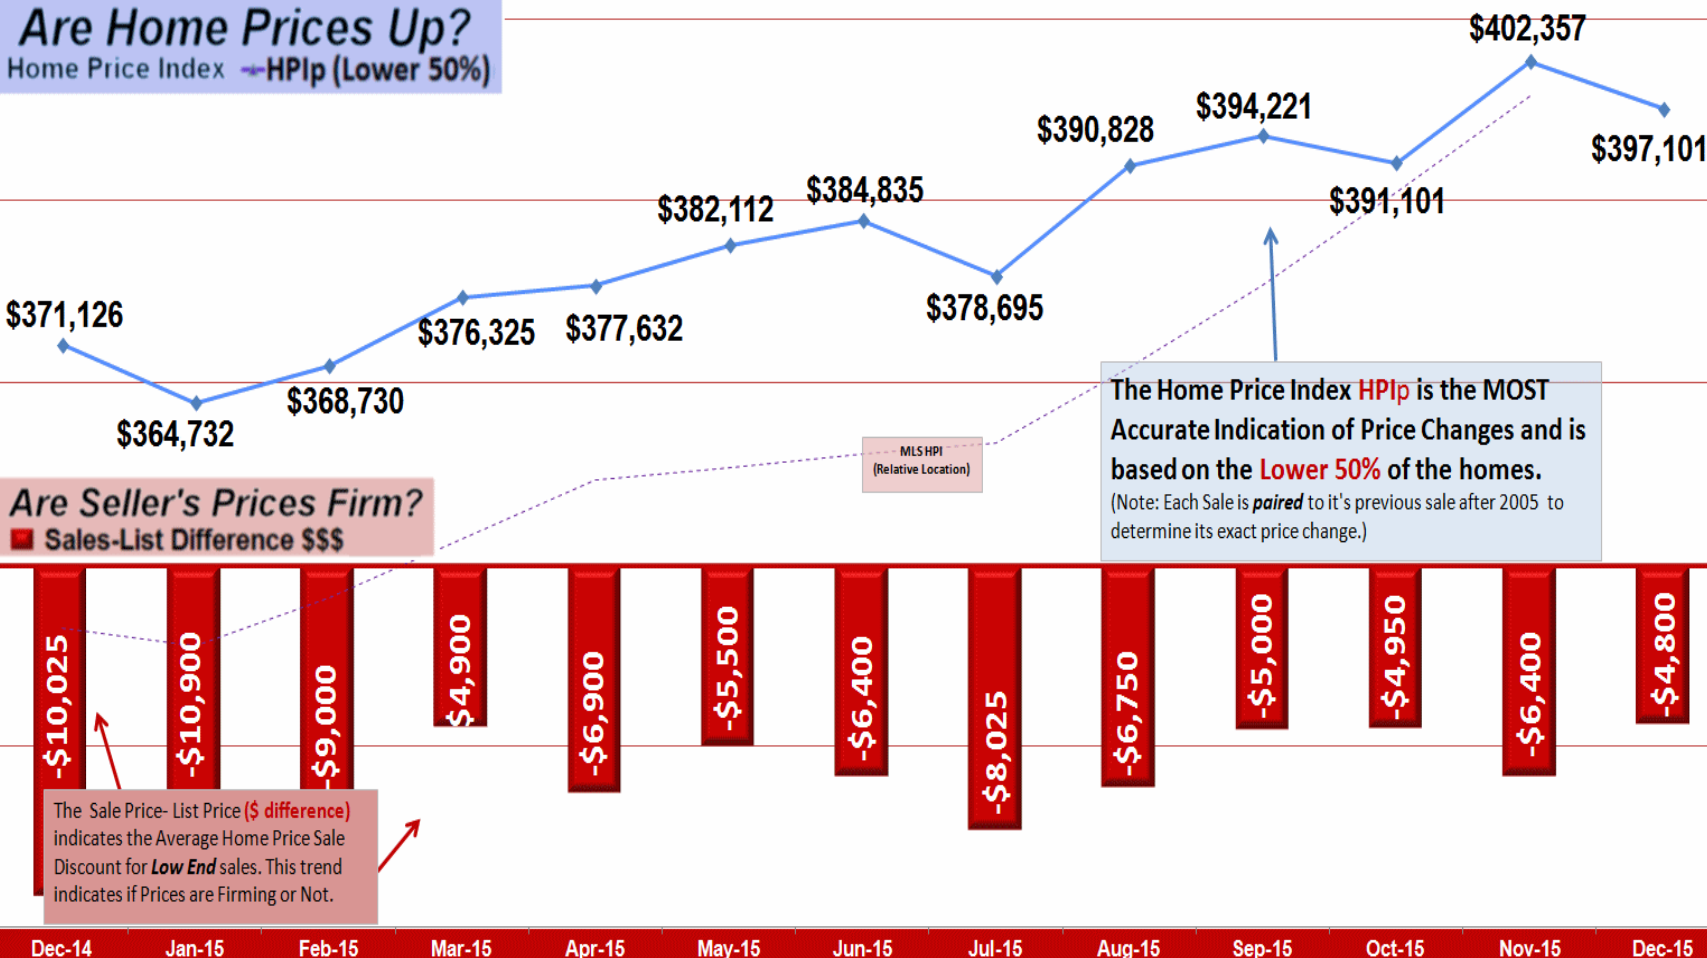 Are Home Prices Up?
Home Price Index HPIp (Lower 50%)
$371,126
$364,732
$368,730
$376,325
$377,632
$382,112
$384,835
$378,695
$390,828
$394,221
$391,101
$402,357
$397,101
The Home Price Index HPIp is the MOST
Accurate Indication of Price Changes and is
based on the Lower 50% of the homes.
(Note: Each Sale is paired to it's previous sale after 2005 to
determine its exact price change.)
MLS HPI
(Relative Location)
Are Seller's Prices Firm?
Sales-List Difference $$$
-$10,025
-$10,900
-$9,000
$4,900
-$6,900
-$5,500
-$6,400
-$8,025
-$6,750
-$5,000
-$4,950
-$6,400
-$4,800
The Sale Price- List Price ($ difference)
indicates the Average Home Price Sale
Discount for Low End sales. This trend
indicates if Prices are Firming or Not.
Dec-14 Jan-15 Feb-15 Mar-15 Apr-15 May-15 Jun-15 Jul-15 Aug-15 Sep-15 Oct-15 Nov-15 Dec-15